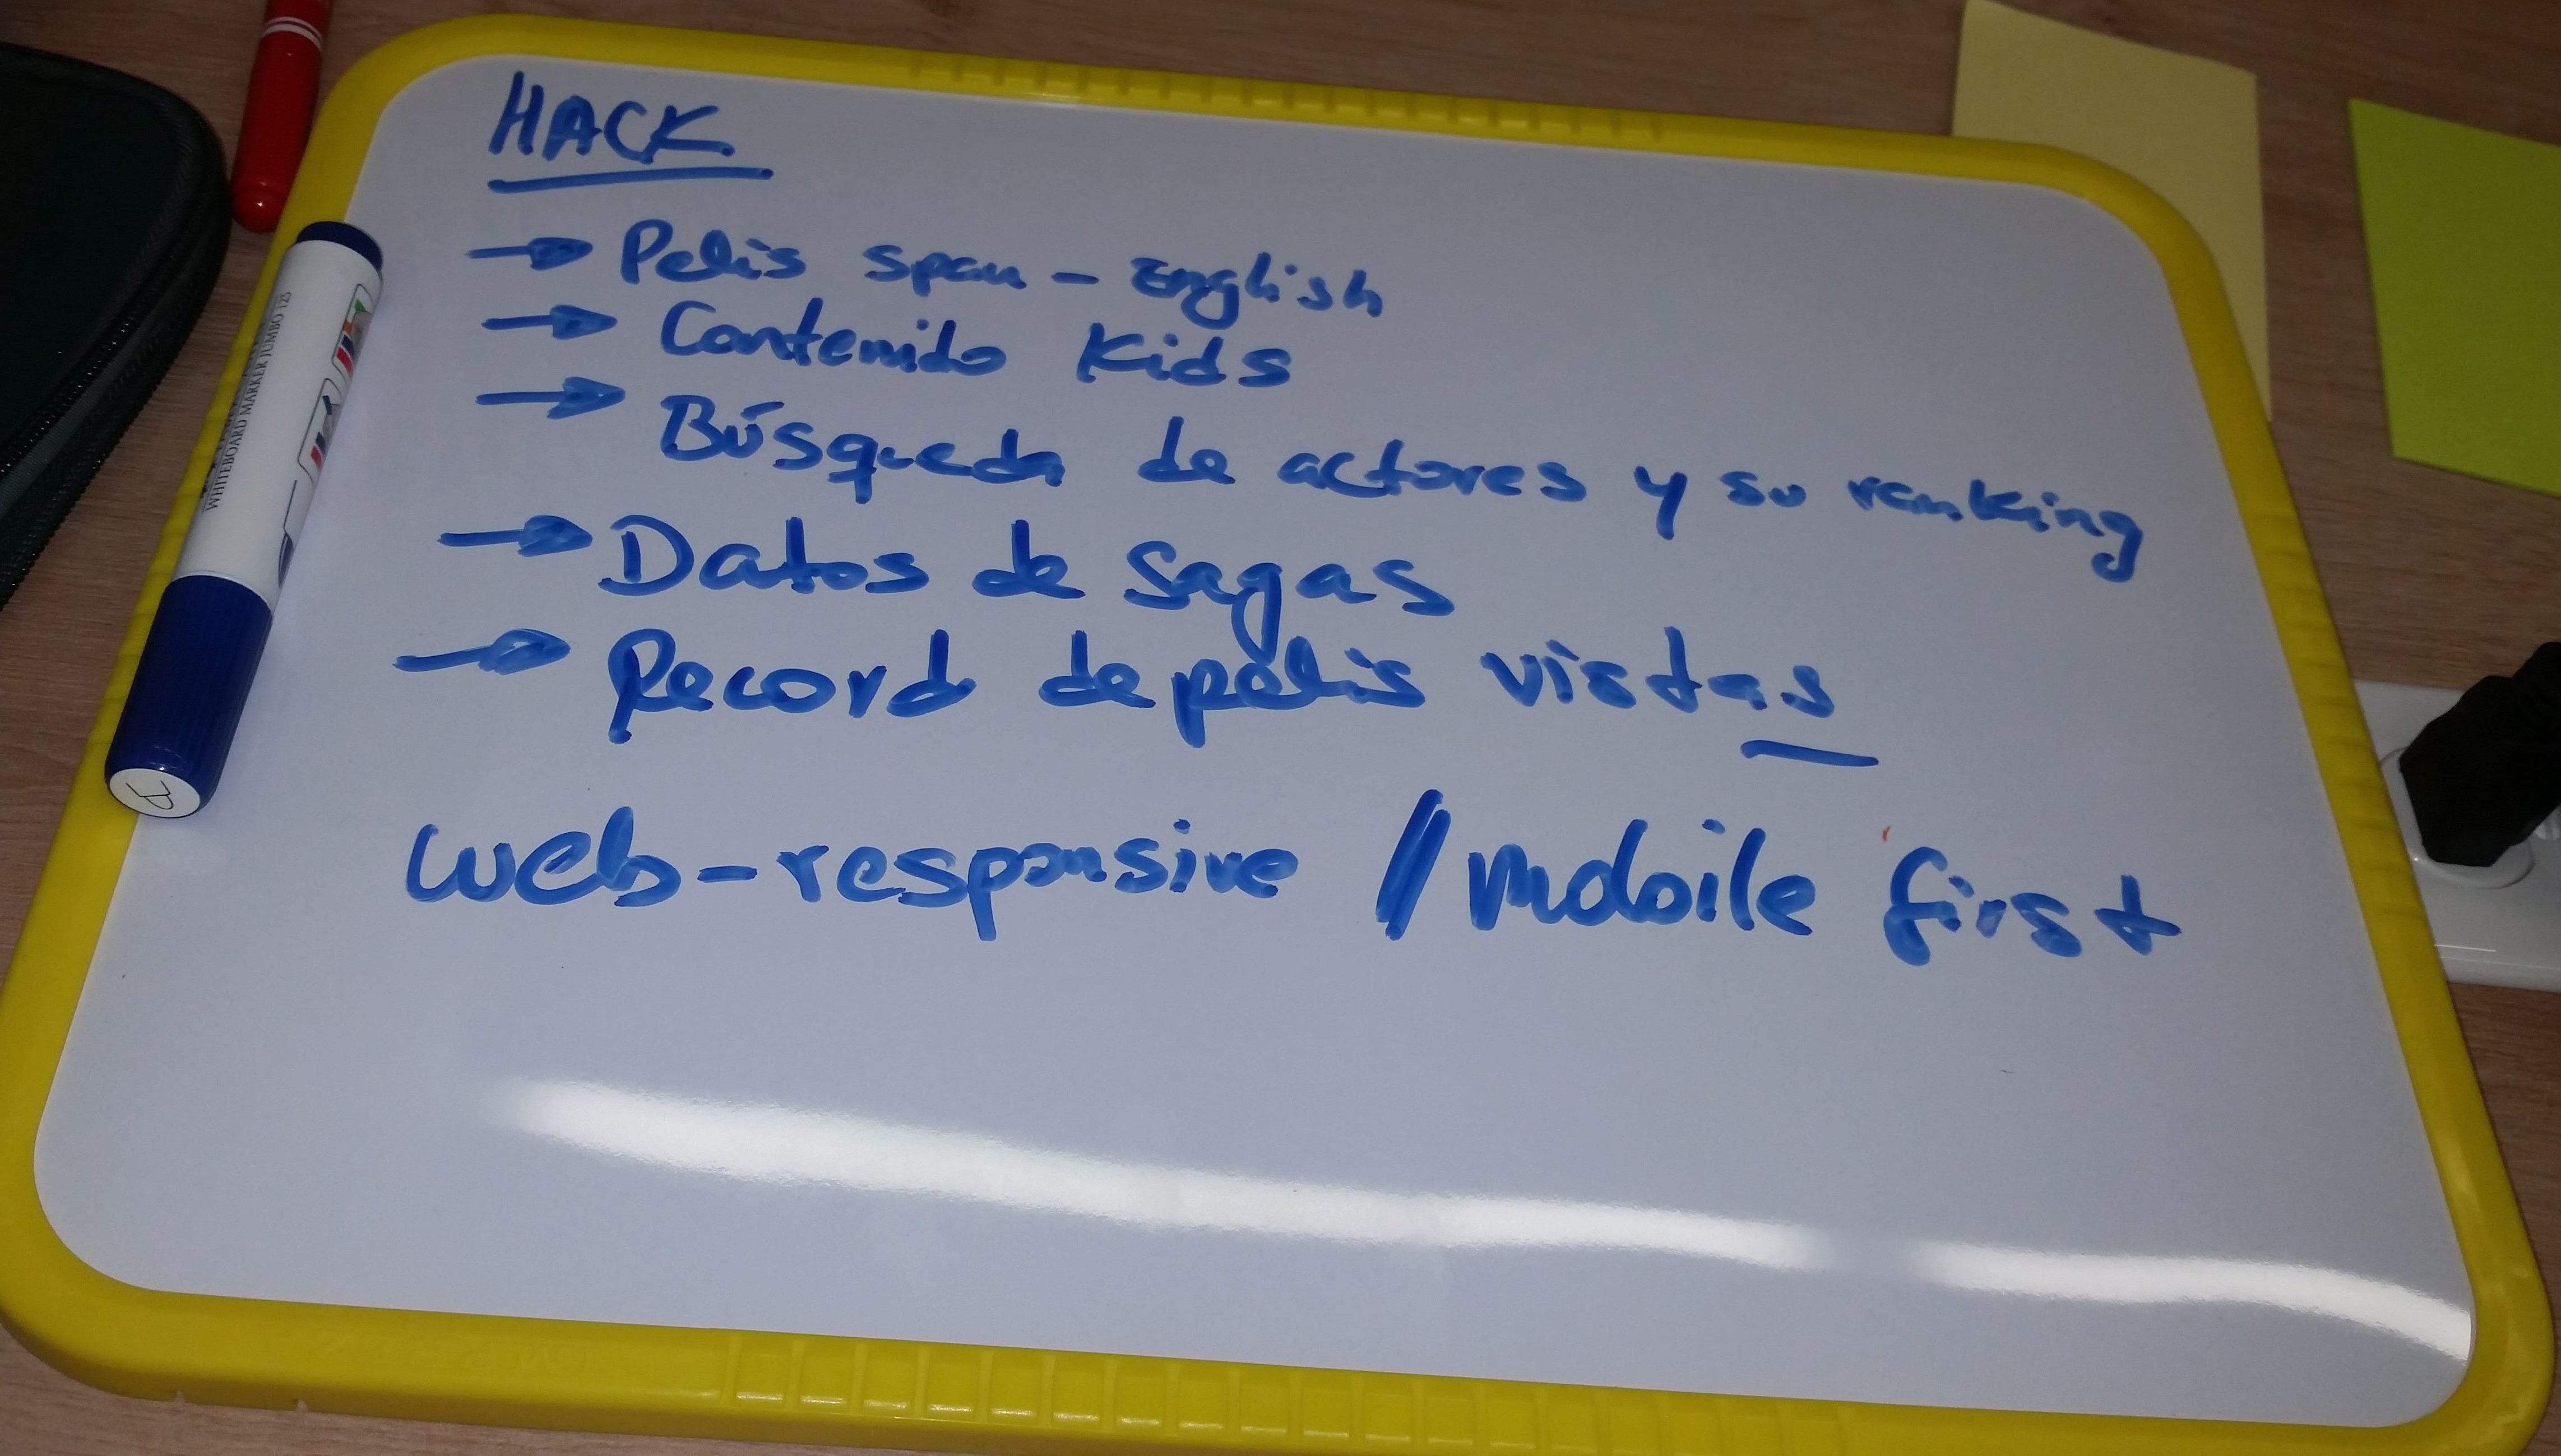 HACK
→ Pelis span - English
→ Contenido Kids
→ Búsqueda de actores y su ranking
→ Datos de sagas
→ Record de pelis vistas
web-responsive // mobile first
WHITEBOARD MARKER JUMBO 125